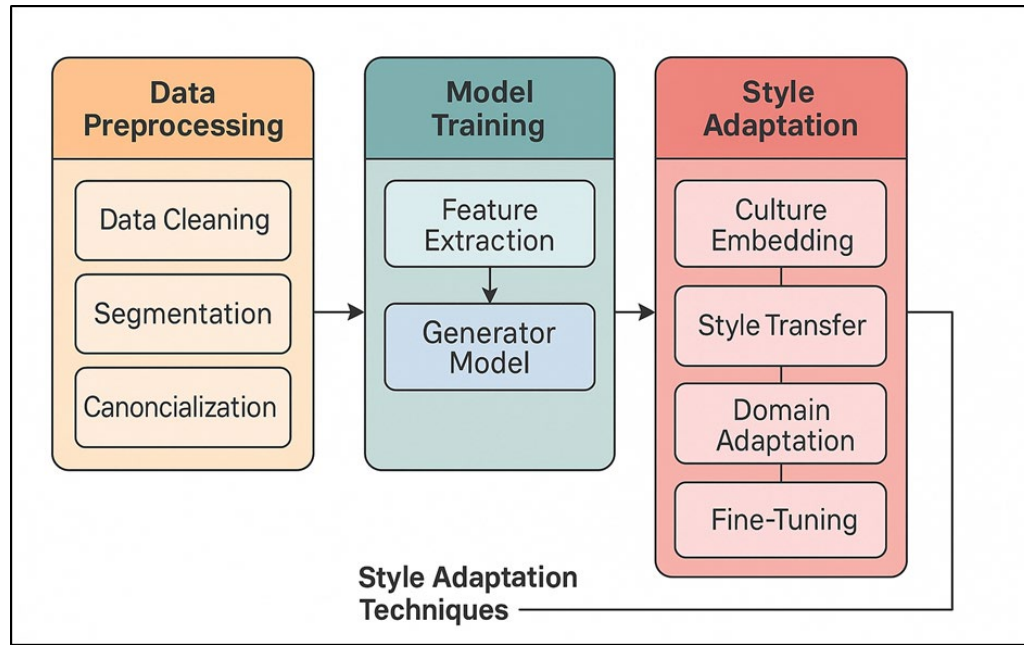 Data
Preprocessing
Data Cleaning
Segmentation
Canoncialization
Model
Training
Feature
Extraction
Generator
Model
Style
Adaptation
Culture
Embedding
Style Transfer
Domain
Adaptation
Fine-Tuning
Style Adaptation
Techniques